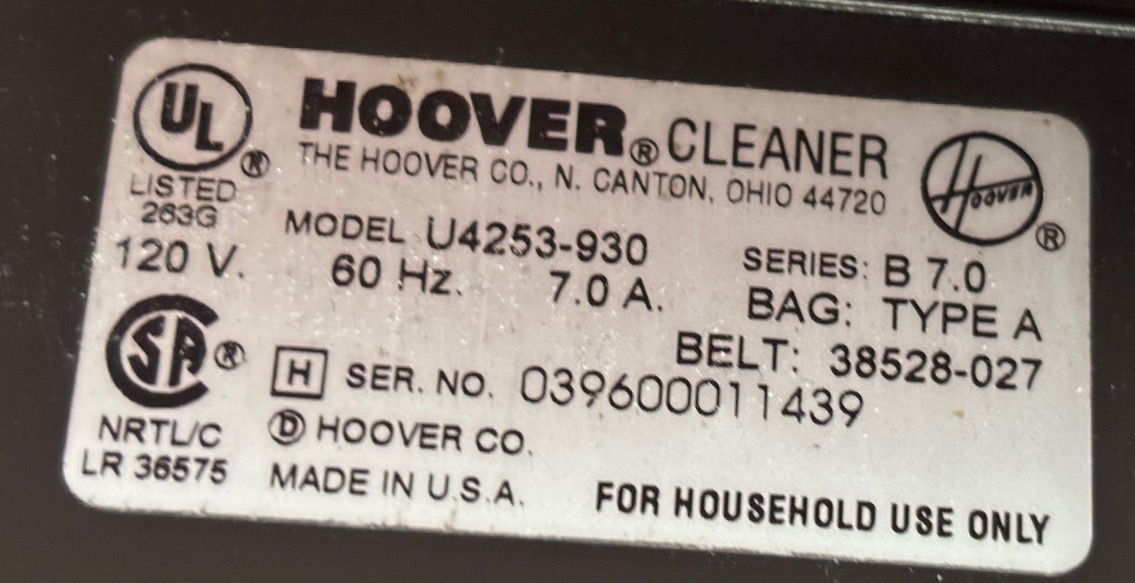 UL ®
LISTED
263G
120 V.
HOOVER® CLEANER
THE HOOVER CO., N. CANTON, OHIO 44720
Hoover ®
MODEL U4253-930
60 Hz. 7.0 A.
SERIES: B 7.0
BAG: TYPE A
BELT: 38528-027
SA ®
NRTL/C
LR 36575
H SER. NO. 039600011439
Ⓓ HOOVER CO.
MADE IN U.S.A.
FOR HOUSEHOLD USE ONLY